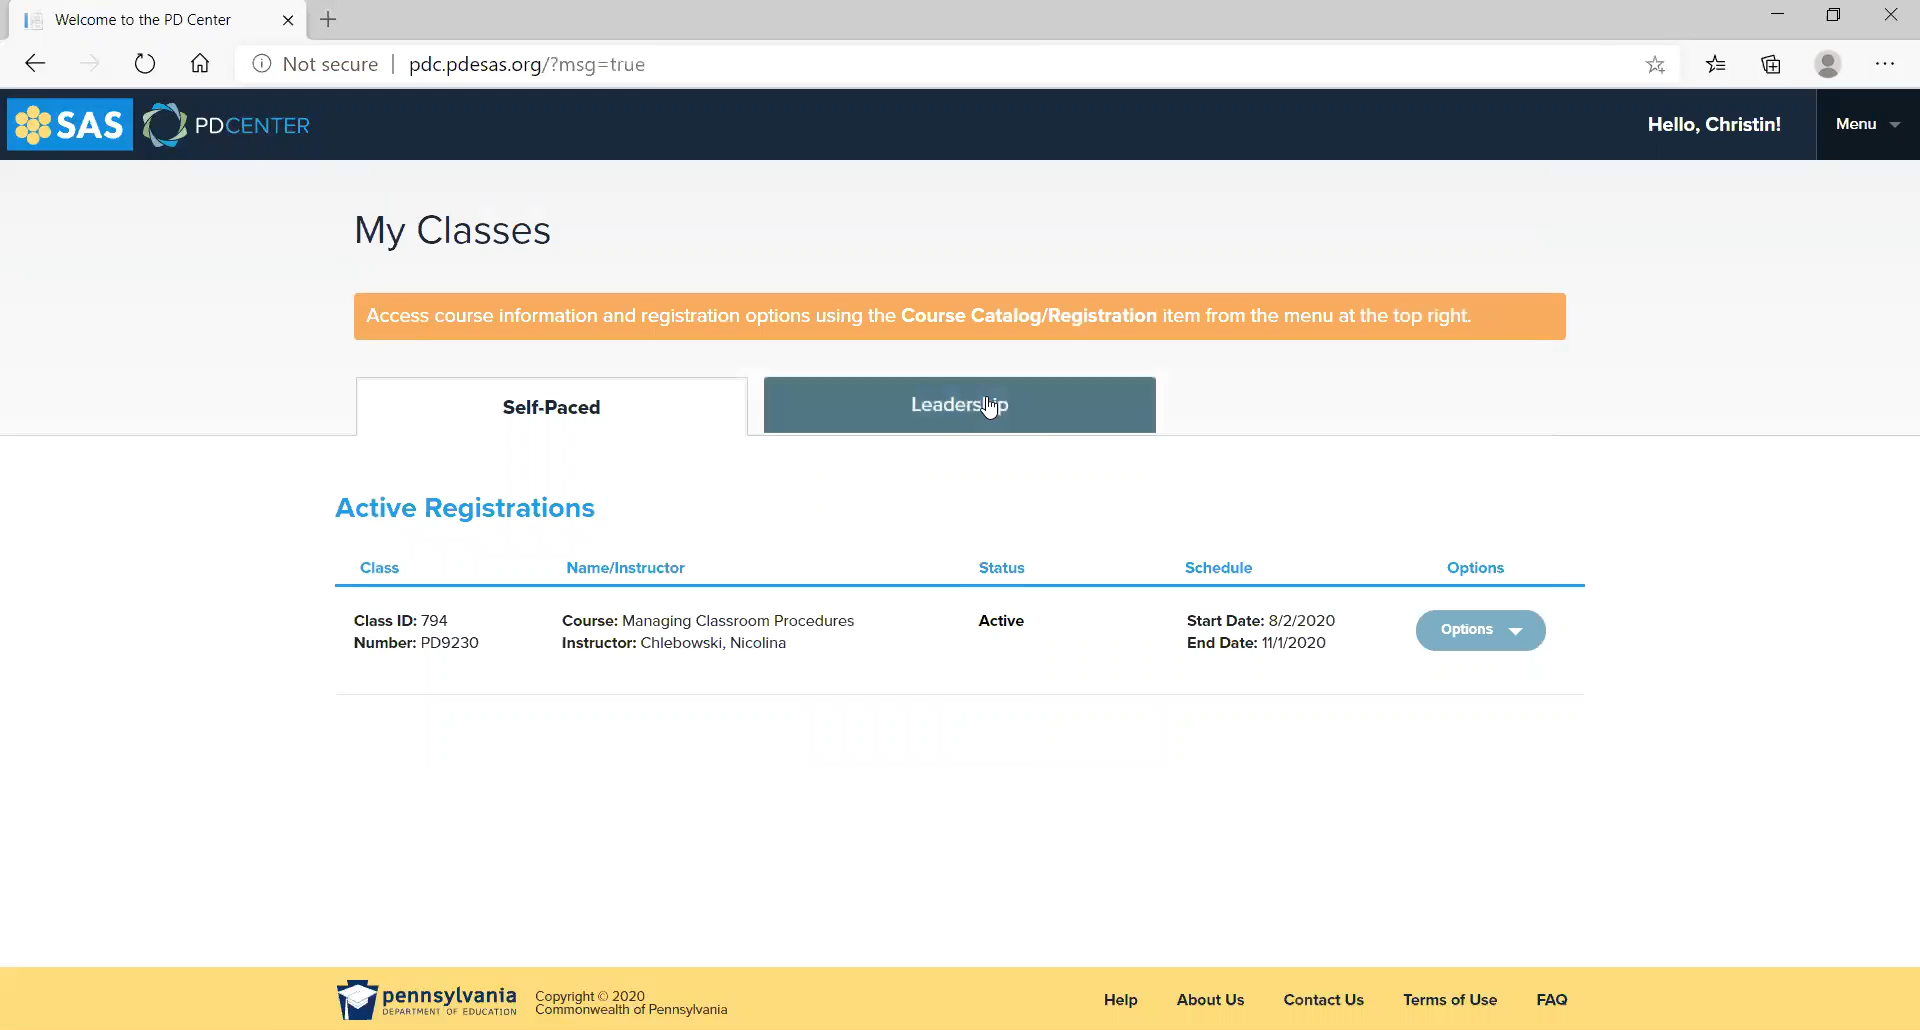 Welcome to the PD Center
Not secure | pdc.pdesas.org/?msg=true
SAS PDCENTER
Hello, Christin!
Menu
My Classes
Access course information and registration options using the Course Catalog/Registration item from the menu at the top right.
Self-Paced
Leadership
Active Registrations
Class Name/Instructor Status Schedule Options
Class ID: 794 Course: Managing Classroom Procedures Active Start Date: 8/2/2020 Options
Number: PD9230 Instructor: Chlebowski, Nicolina End Date: 11/1/2020
pennsylvania
DEPARTMENT OF EDUCATION
Copyright © 2020
Commonwealth of Pennsylvania
Help About Us Contact Us Terms of Use FAQ